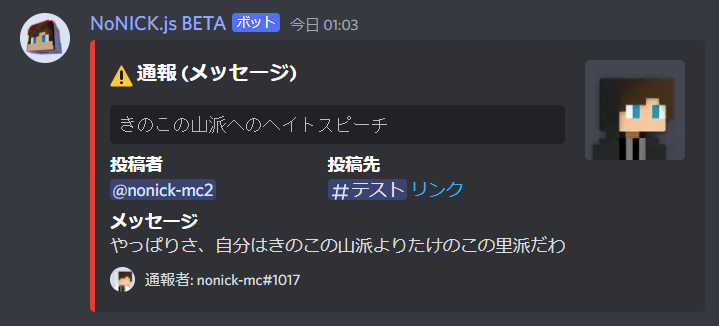 NoNICK.js BETA ボット 今日 01:03
⚠ 通報 (メッセージ)
きのこの山派へのヘイトスピーチ
投稿者 投稿先
@nonick-mc2 #テスト リンク
メッセージ
やっぱりさ、自分はきのこの山派よりたけのこの里派だわ
通報者: nonick-mc#1017